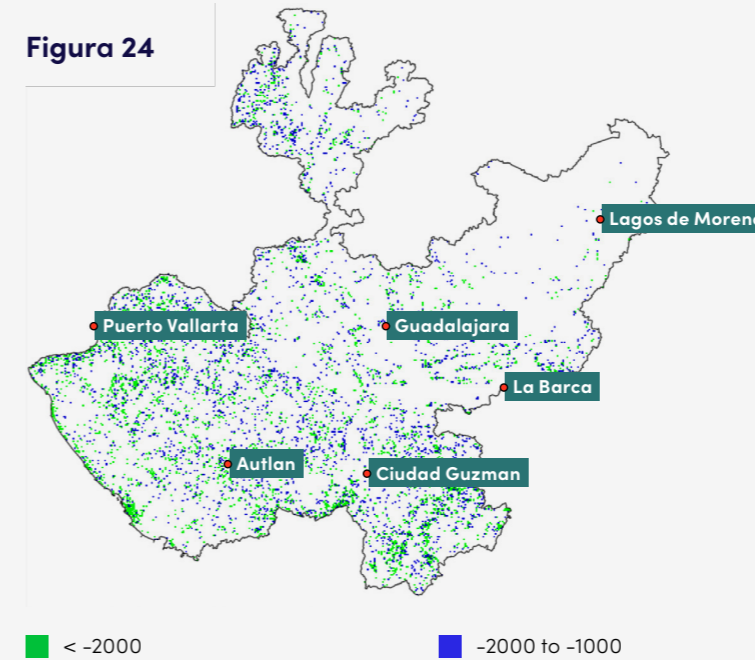 Figura 24
Lagos de Moreno
Puerto Vallarta
Guadalajara
La Barca
Autlan
Ciudad Guzman
< -2000
-2000 to -1000